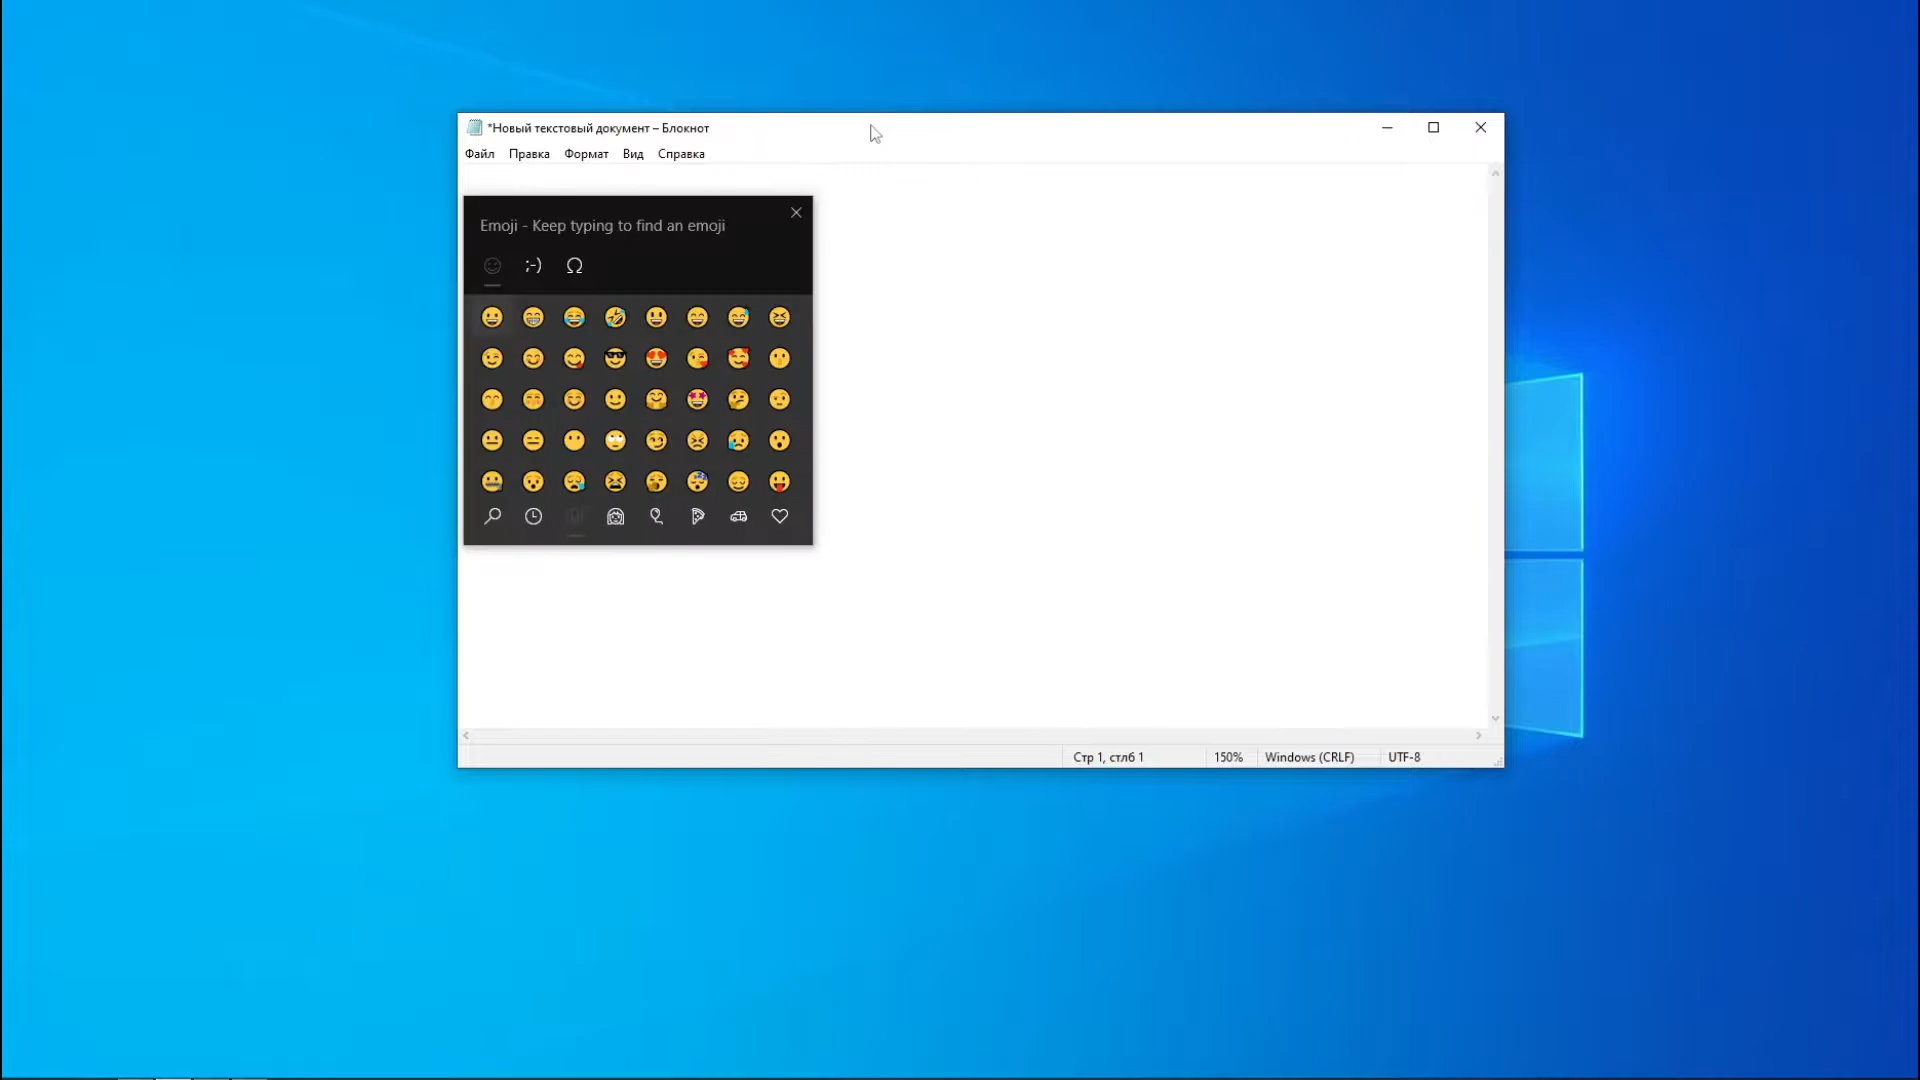 *Новый текстовый документ – Блокнот
Файл Правка Формат Вид Справка
Emoji - Keep typing to find an emoji
;-) Ω
Стр 1, стлб 1 150% Windows (CRLF) UTF-8